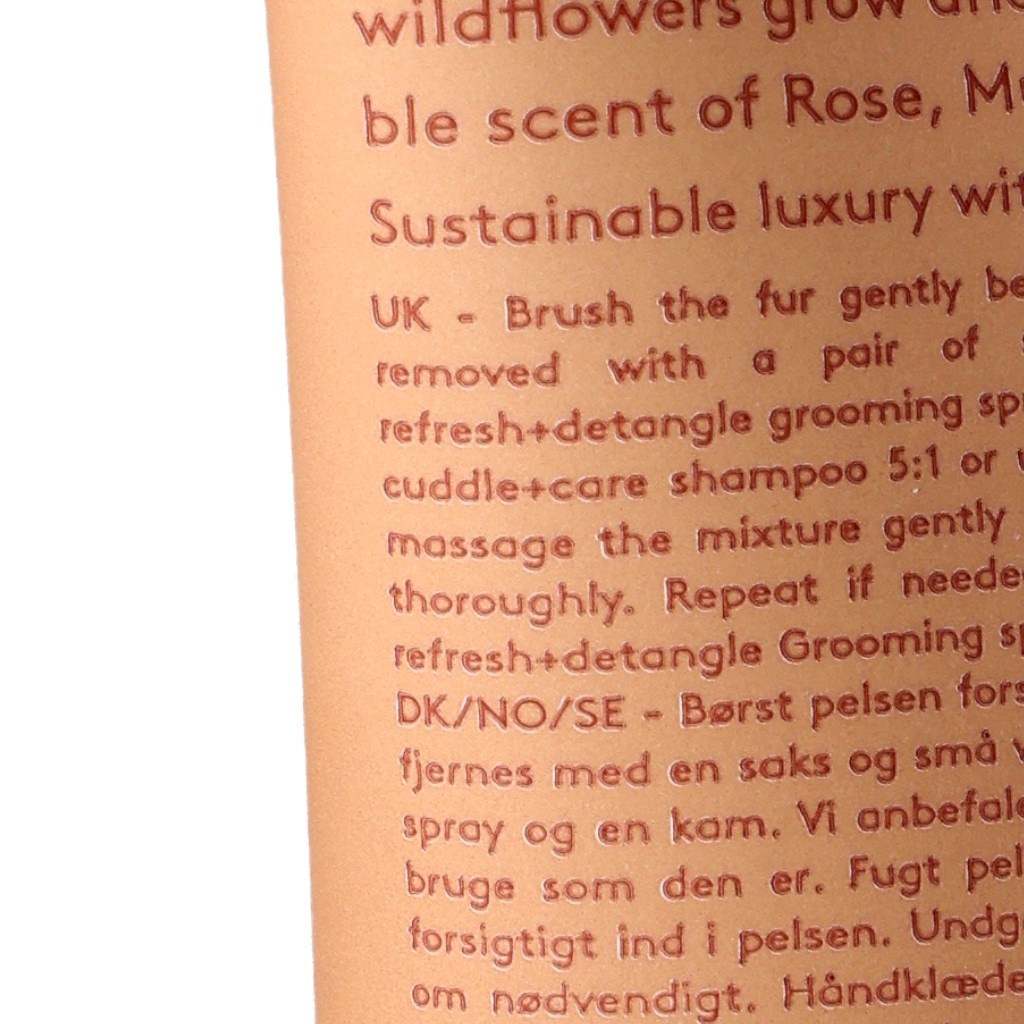 wildflowers grow
ble scent of Rose,
Sustainable luxury
UK - Brush the fur gently
removed with a pair of
refresh+detangle grooming
cuddle+care shampoo 5:1 or
massage the mixture gently
thoroughly. Repeat if
refresh+detangle Grooming
DK/NO/SE - Børst pelsen
fjernes med en saks og små
spray og en kam. Vi
bruge som den er. Fugt
forsigtigt ind i pelsen.
om nødvendigt.